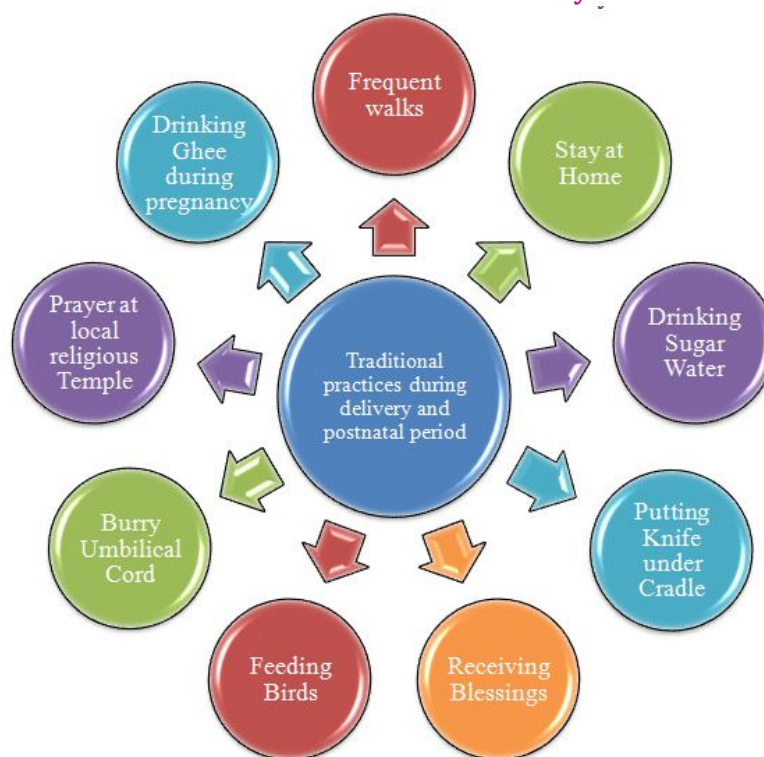 Frequent
walks
Stay at
Home
Drinking
Sugar
Water
Putting
Knife
under
Cradle
Receiving
Blessings
Feeding
Birds
Burry
Umbilical
Cord
Prayer at
local
religious
Temple
Drinking
Ghee
during
pregnancy
Traditional
practices during
delivery and
postnatal period